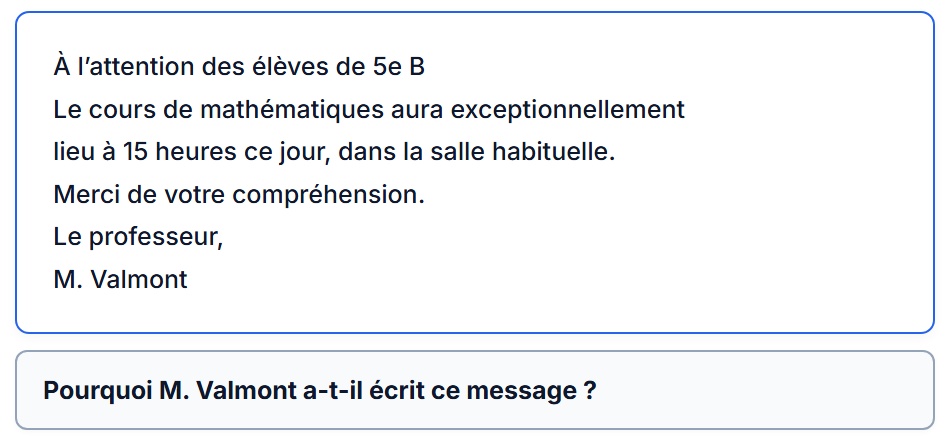 À l’attention des élèves de 5e B
Le cours de mathématiques aura exceptionnellement
lieu à 15 heures ce jour, dans la salle habituelle.
Merci de votre compréhension.
Le professeur,
M. Valmont
Pourquoi M. Valmont a-t-il écrit ce message ?